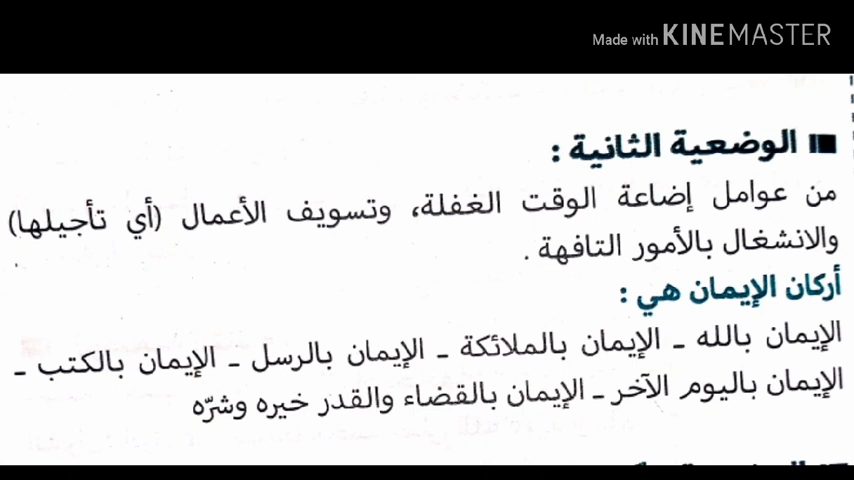 Made with KINEMASTER
■ الوضعية الثانية :
من عوامل إضاعة الوقت الغفلة، وتسويف الأعمال (أي تأجيلها)
والانشغال بالأمور التافهة .
أركان الإيمان هي :
الإيمان بالله ـ الإيمان بالملائكة ـ الإيمان بالرسل ـ الإيمان بالكتب ـ
الإيمان باليوم الآخر ـ الإيمان بالقضاء والقدر خيره وشرّه